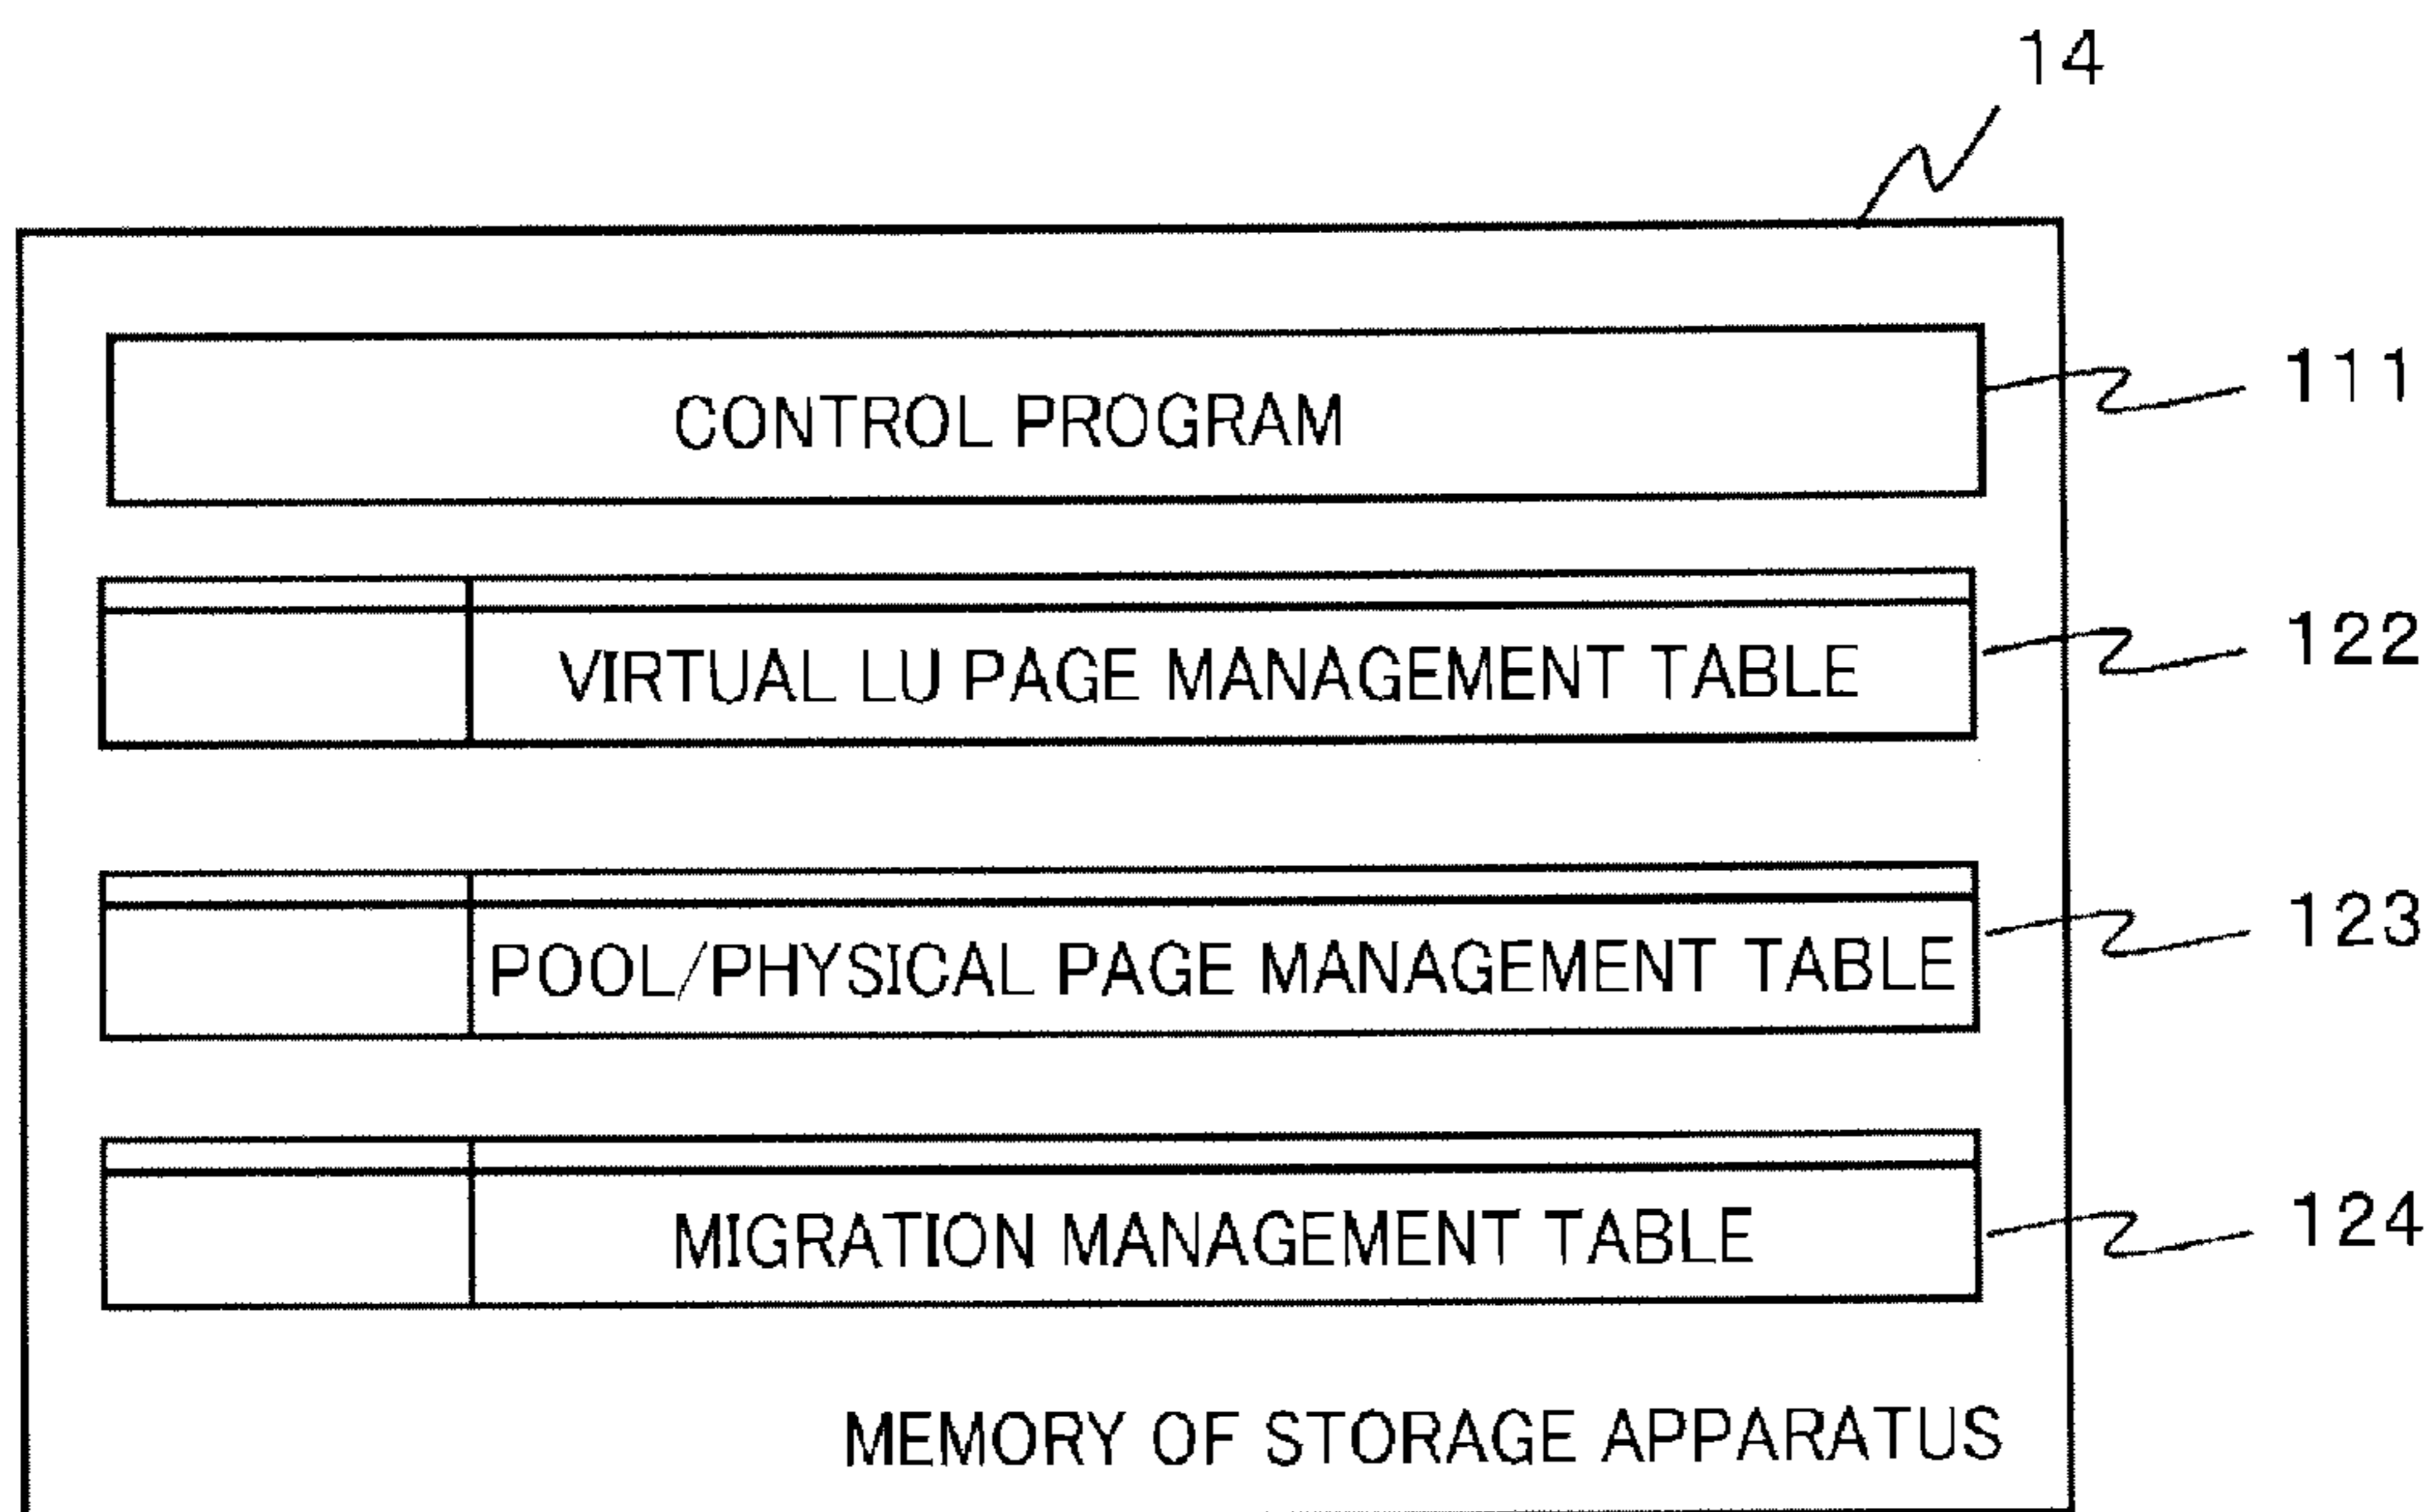 14
CONTROL PROGRAM
111
VIRTUAL LU PAGE MANAGEMENT TABLE
122
POOL/PHYSICAL PAGE MANAGEMENT TABLE
123
MIGRATION MANAGEMENT TABLE
124
MEMORY OF STORAGE APPARATUS